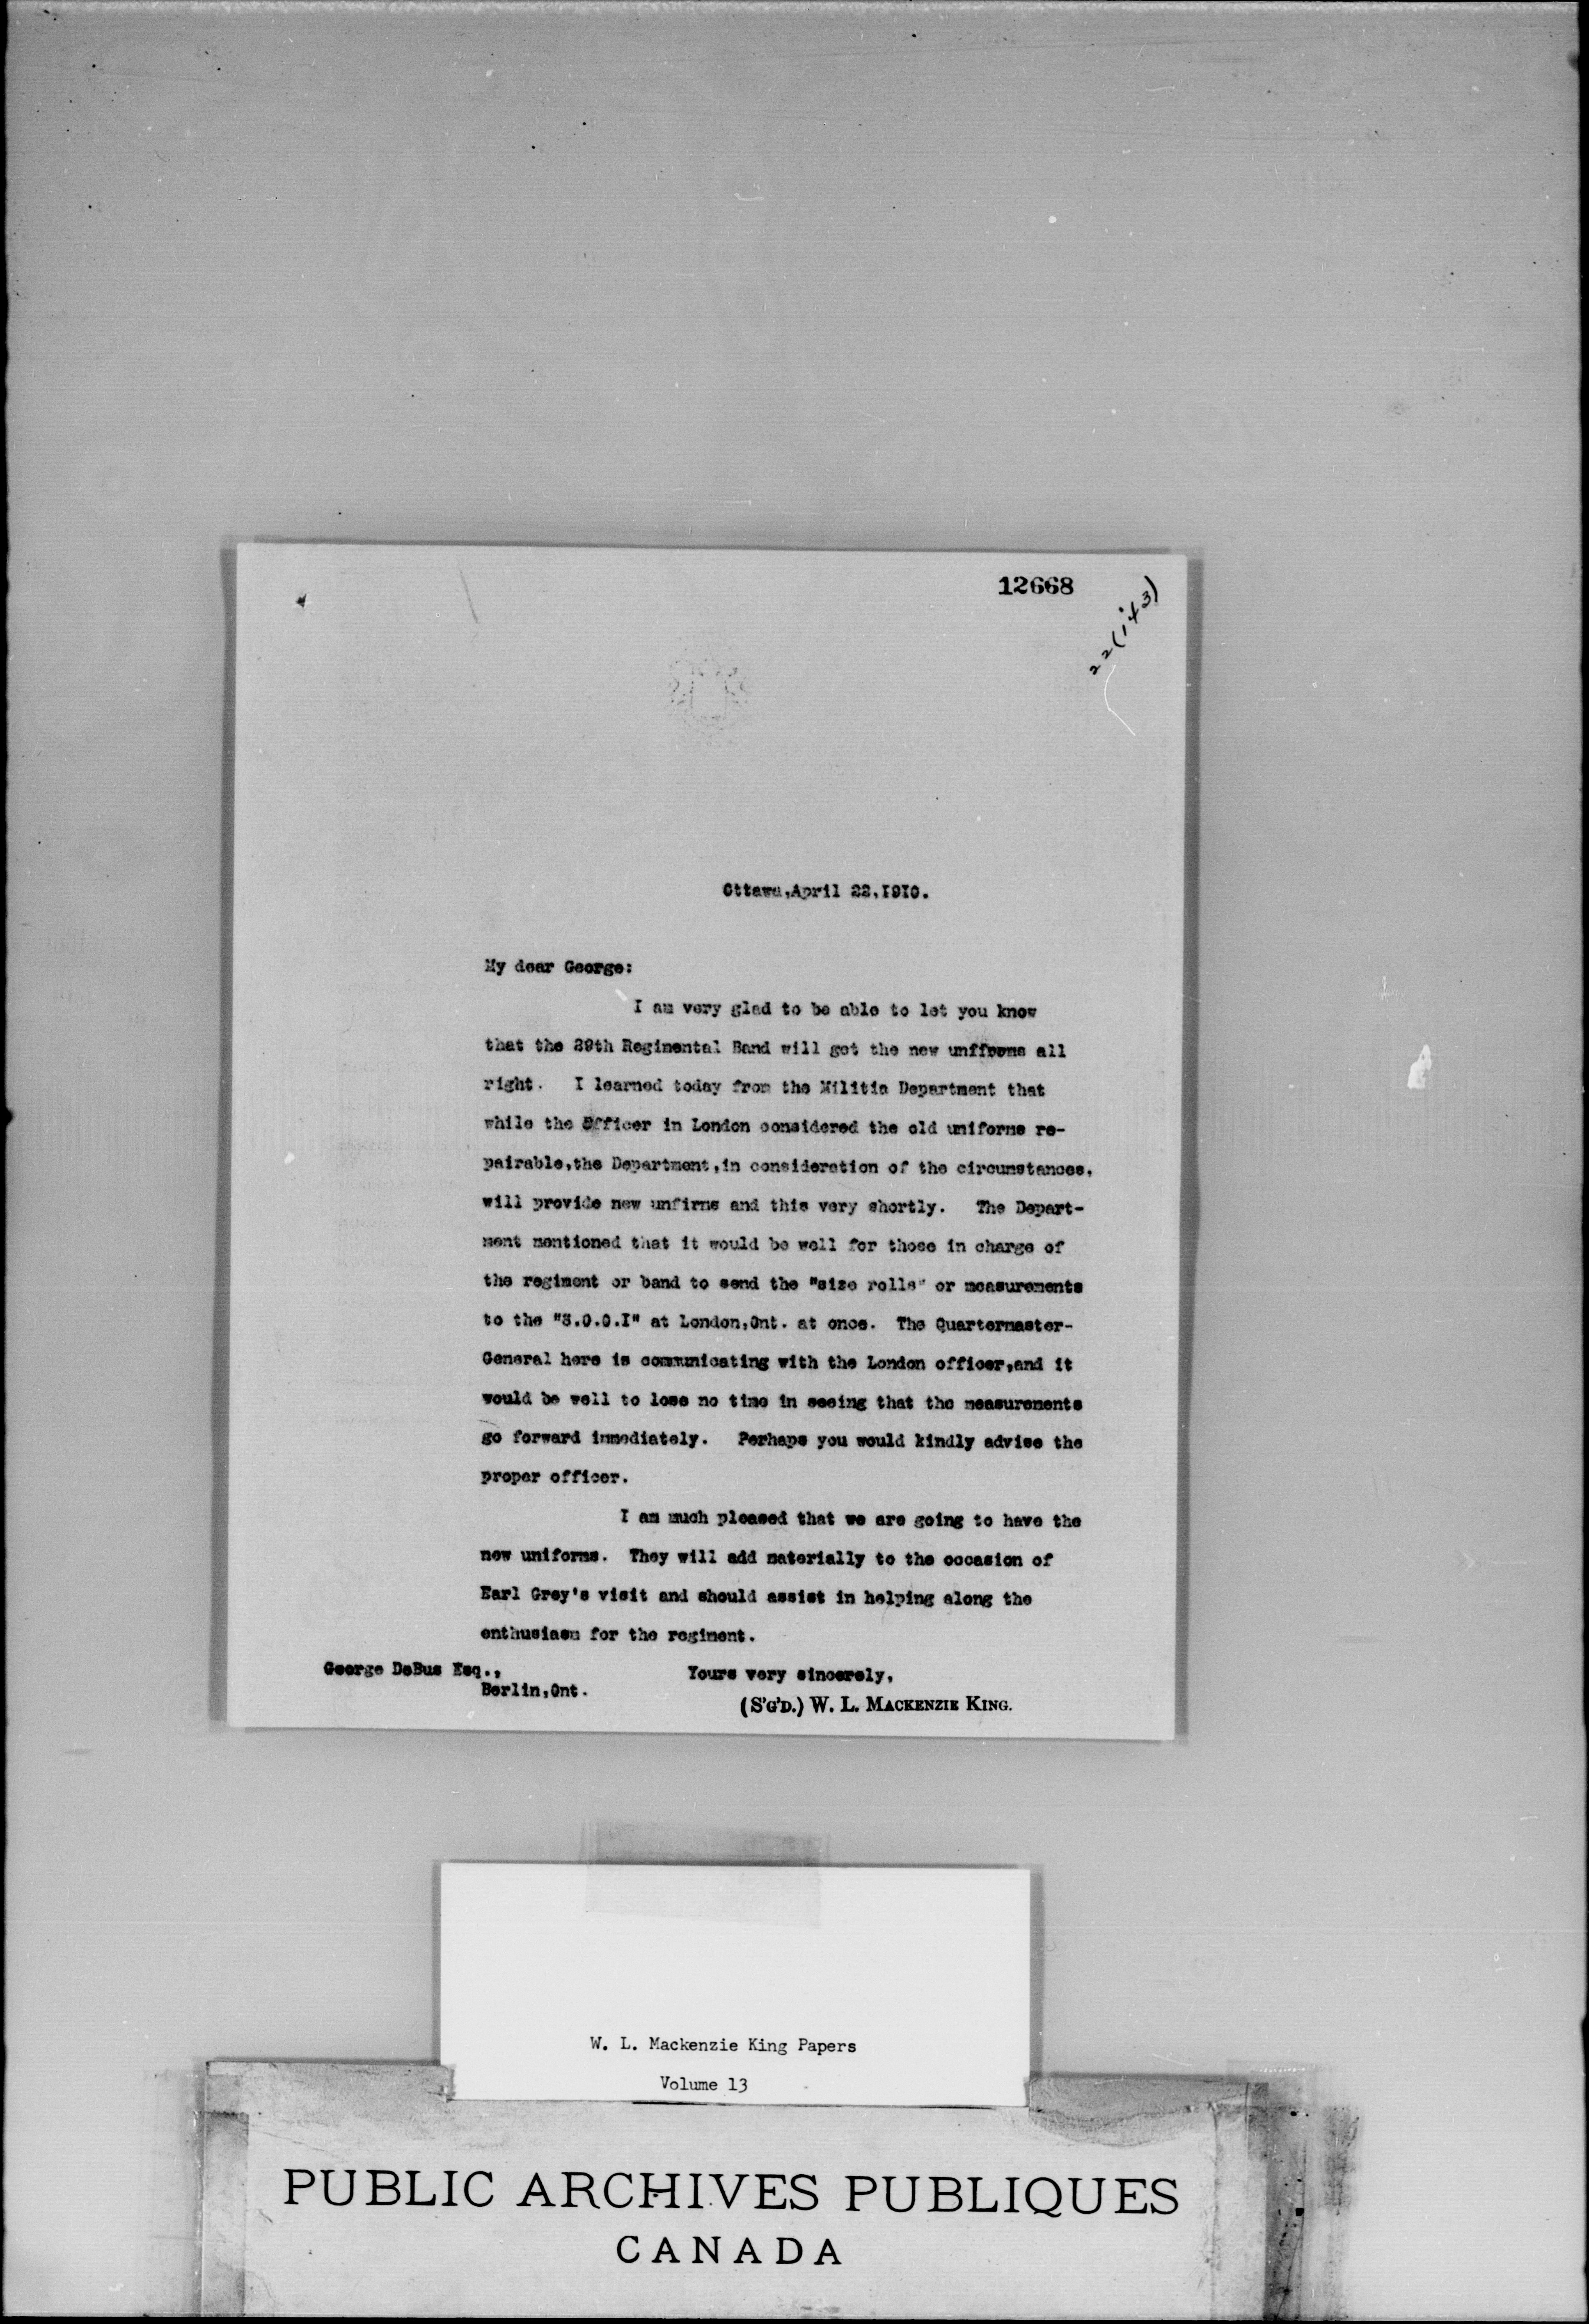 12668
22(i43)
Ottawa,April 22,I9I0.
My dear George:
I am very glad to be able to let you know
that the 29th Regimental Band will get the new unffroms all
right. I learned today from the Militia Department that
while the Officer in London considered the old uniforms re-
pairable,the Department,in consideration of the circumstances,
will provide new unfirms and this very shortly. The Depart-
ment mentioned that it would be well for those in charge of
the regiment or band to send the "size rolls" or measurements
to the "S.O.O.I" at London,Ont. at once. The Quartermaster-
General here is communicating with the London officer,and it
would be well to lose no time in seeing that the measurements
go forward immediately. Perhaps you would kindly advise the
proper officer.
I am much pleased that we are going to have the
new uniforms. They will add materially to the occasion of
Earl Grey's visit and should assist in helping along the
enthusiasm for the regiment.
George DeBus Esq.,
Berlin,Ont.
Yours very sincerely,
(S'G'D.) W. L. MACKENZIE KING.
W. L. Mackenzie King Papers
Volume 13
PUBLIC ARCHIVES PUBLIQUES
CANADA